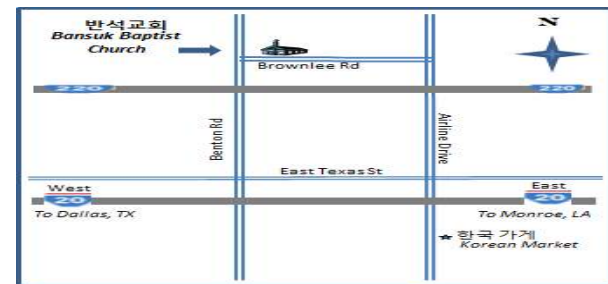 반석교회
Bansuk Baptist
Church
N
Brownlee Rd
220
220
Benton Rd
Airline Drive
East Texas St
West
20
To Dallas, TX
East
20
To Monroe, LA
한국 가게
Korean Market